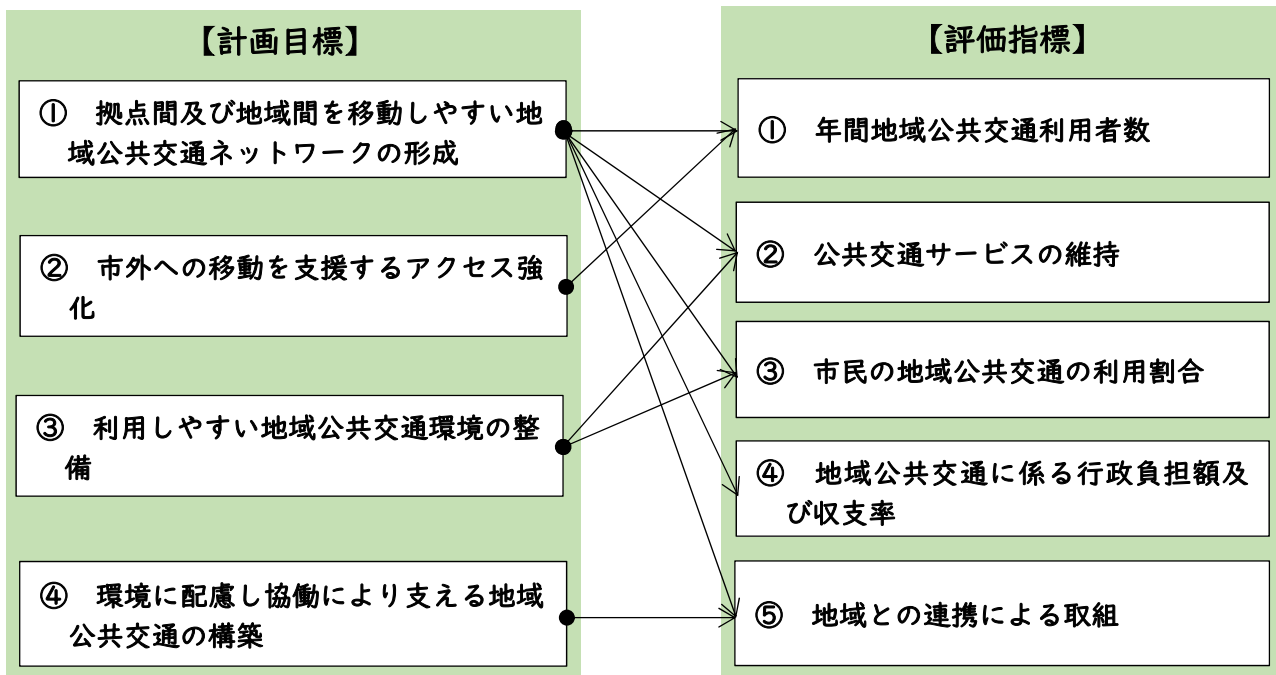 【計画目標】
① 拠点間及び地域間を移動しやすい地
域公共交通ネットワークの形成
② 市外への移動を支援するアクセス強
化
③ 利用しやすい地域公共交通環境の整
備
④ 環境に配慮し協働により支える地域
公共交通の構築
【評価指標】
① 年間地域公共交通利用者数
② 公共交通サービスの維持
③ 市民の地域公共交通の利用割合
④ 地域公共交通に係る行政負担額及
び収支率
⑤ 地域との連携による取組